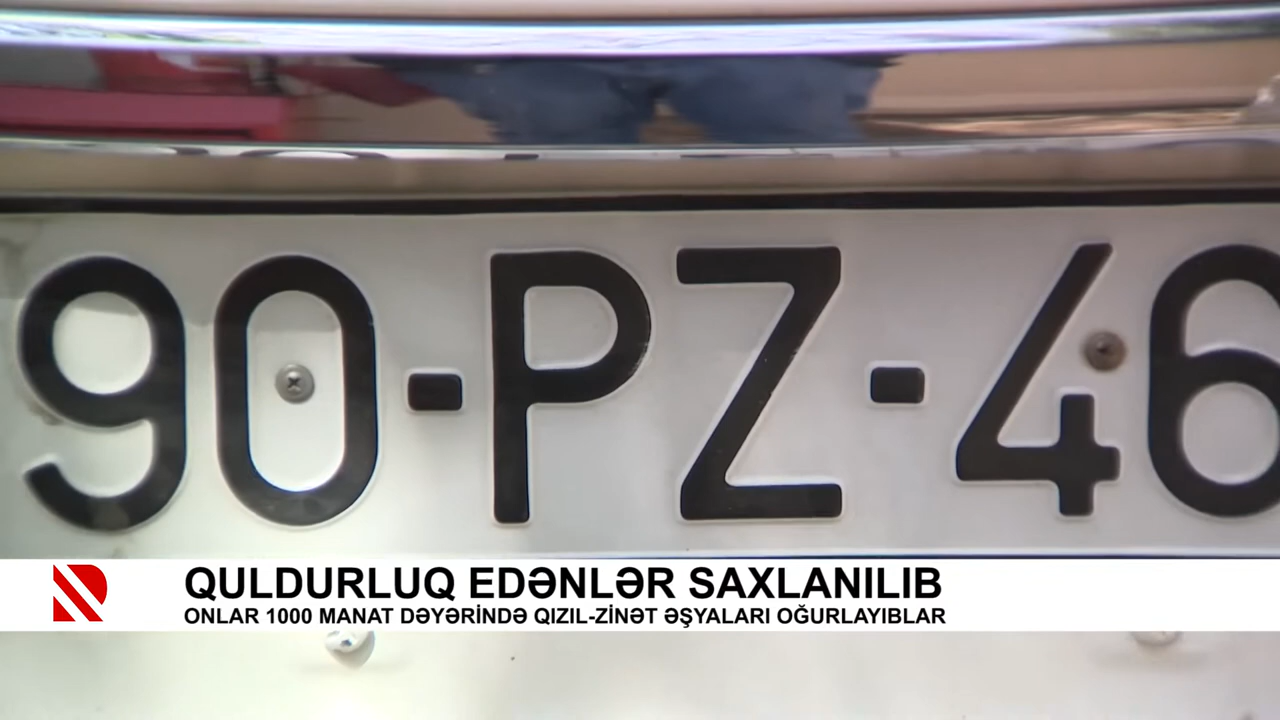 90-PZ-46
QULDURLUQ EDƏNLƏR SAXLANILIB
ONLAR 1000 MANAT DƏYƏRİNDƏ QIZIL-ZİNƏT ƏŞYALARI OĞURLAYIBLAR